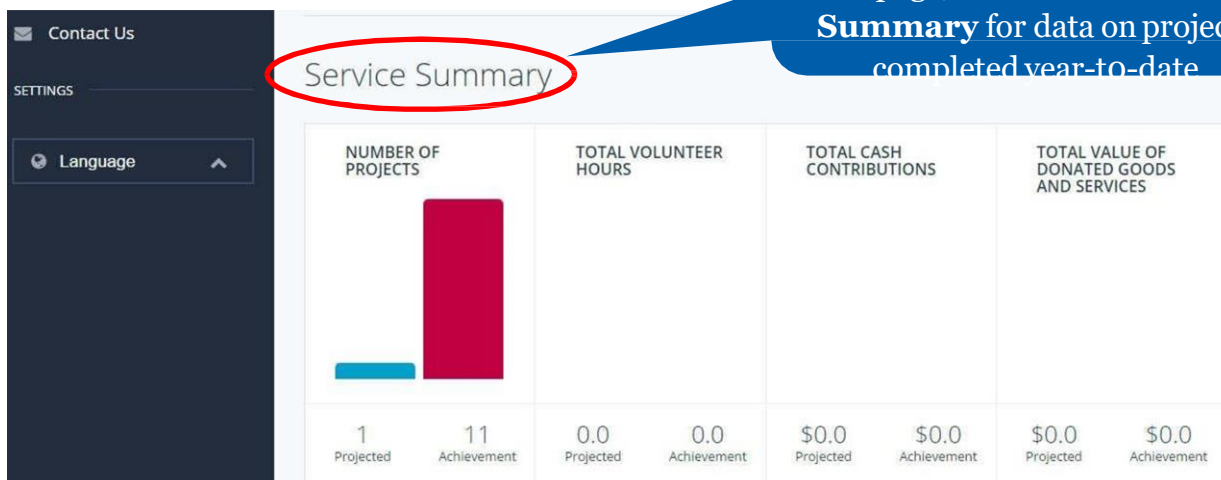 Contact Us
SETTINGS
Language
Summary for data on projec
completed year-to-date
Service Summary
NUMBER OF
PROJECTS
TOTAL VOLUNTEER
HOURS
TOTAL CASH
CONTRIBUTIONS
TOTAL VALUE OF
DONATED GOODS
AND SERVICES
1 11 0.0 0.0 $0.0 $0.0 $0.0 $0.0
Projected Achievement Projected Achievement Projected Achievement Projected Achievement